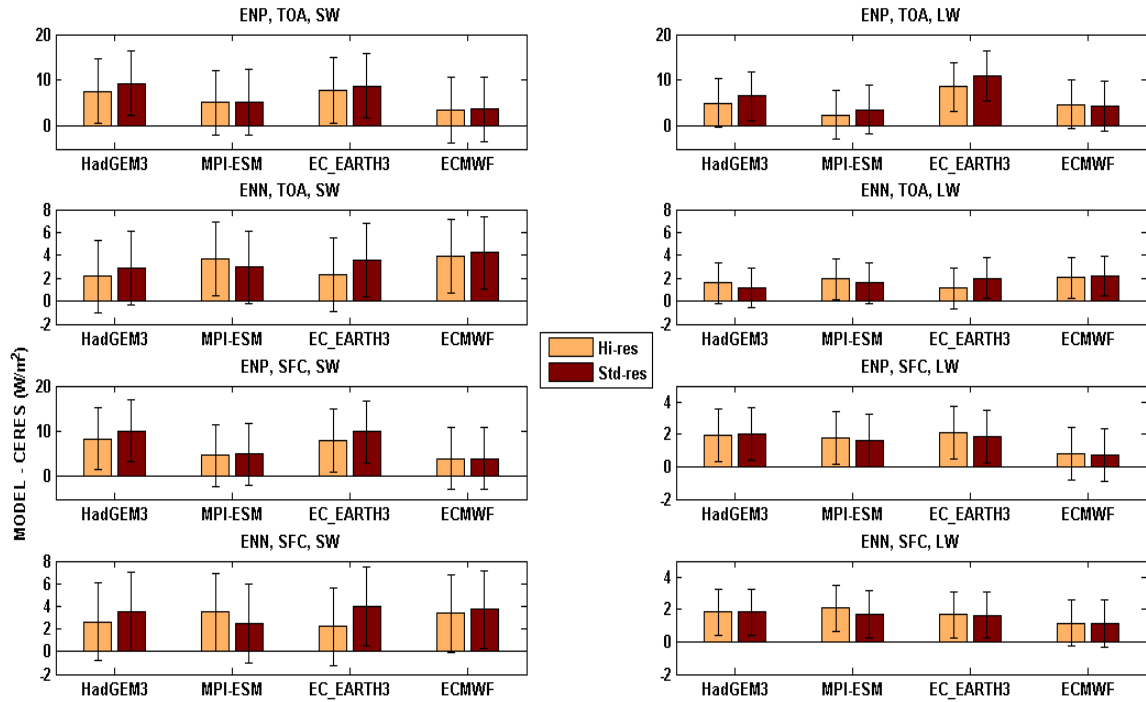 ENP, TOA, SW
20
10
0
HadGEM3 MPI-ESM EC_EARTH3 ECMWF
ENP, TOA, LW
20
10
0
HadGEM3 MPI-ESM EC_EARTH3 ECMWF
ENN, TOA, SW
8
6
4
2
0
-2
HadGEM3 MPI-ESM EC_EARTH3 ECMWF
ENN, TOA, LW
8
6
4
2
0
-2
HadGEM3 MPI-ESM EC_EARTH3 ECMWF
Hi-res
Std-res
MODEL - CERES (W/m²)
ENP, SFC, SW
20
10
0
HadGEM3 MPI-ESM EC_EARTH3 ECMWF
ENP, SFC, LW
4
2
0
-2
HadGEM3 MPI-ESM EC_EARTH3 ECMWF
ENN, SFC, SW
8
6
4
2
0
-2
HadGEM3 MPI-ESM EC_EARTH3 ECMWF
ENN, SFC, LW
4
2
0
-2
HadGEM3 MPI-ESM EC_EARTH3 ECMWF